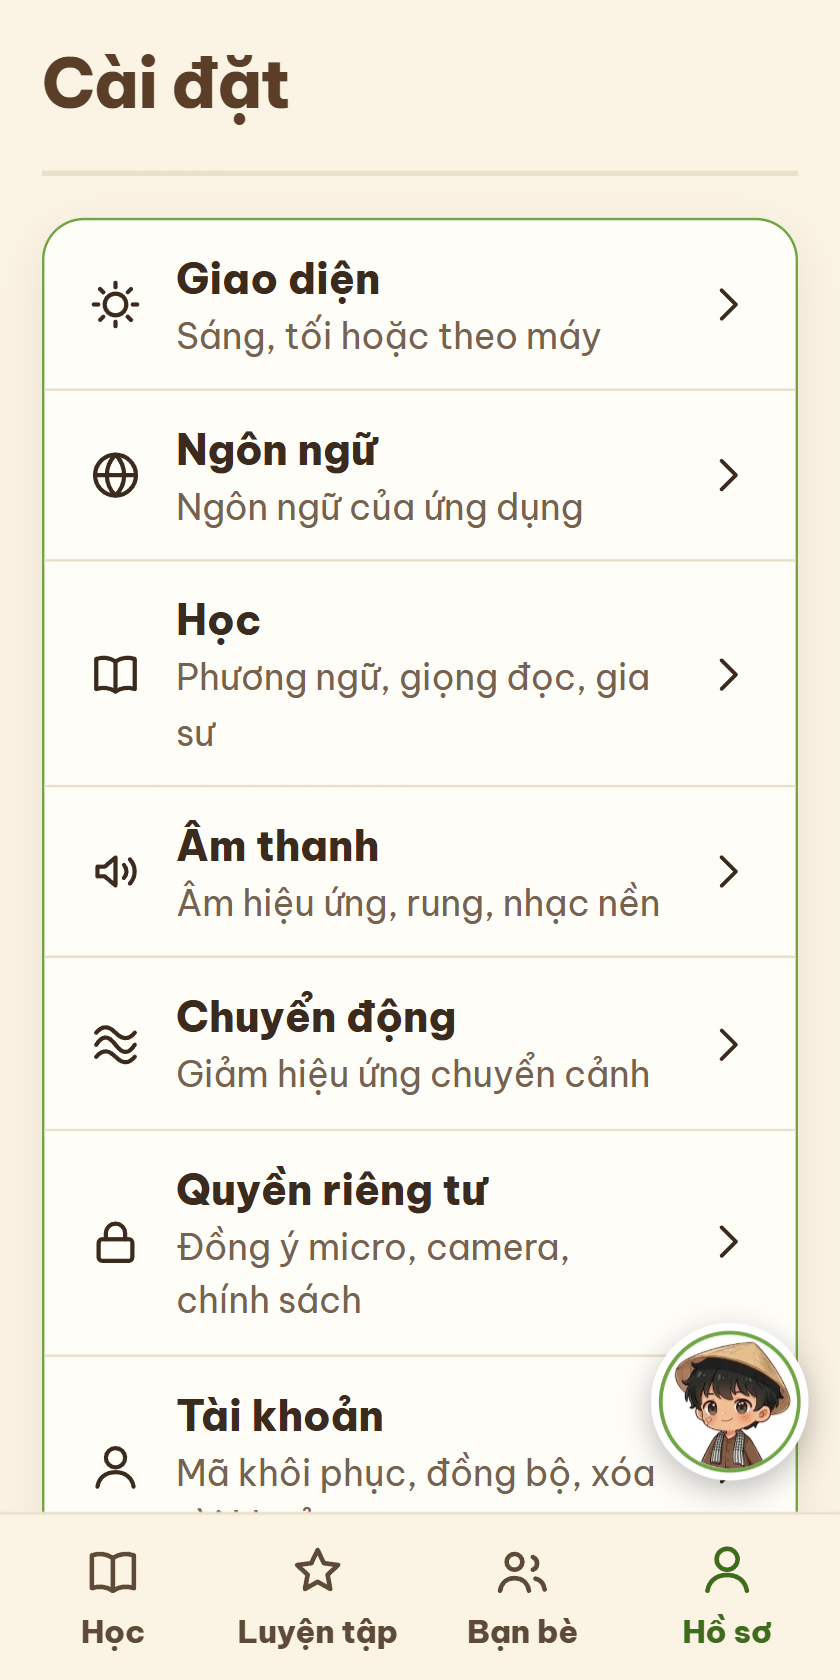 Cài đặt
Giao diện
Sáng, tối hoặc theo máy
Ngôn ngữ
Ngôn ngữ của ứng dụng
Học
Phương ngữ, giọng đọc, gia
sư
Âm thanh
Âm hiệu ứng, rung, nhạc nền
Chuyển động
Giảm hiệu ứng chuyển cảnh
Quyền riêng tư
Đồng ý micro, camera,
chính sách
Tài khoản
Mã khôi phục, đồng bộ, xóa
Học
Luyện tập
Bạn bè
Hồ sơ